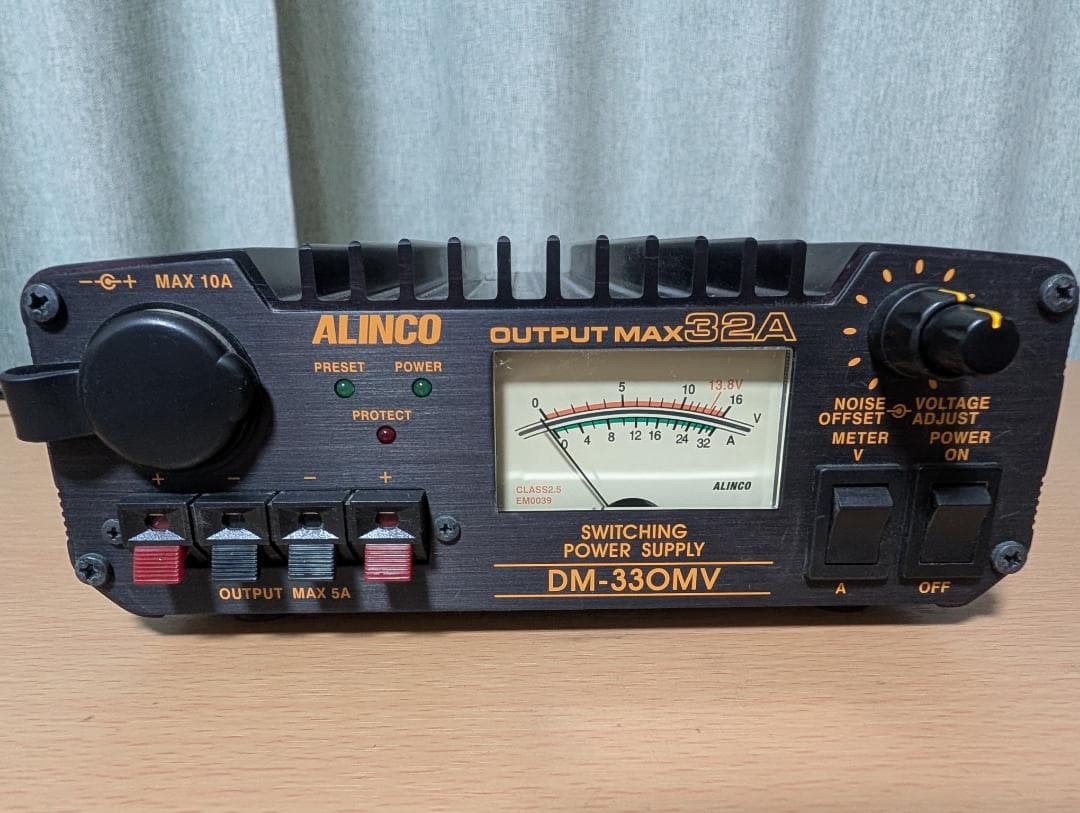 MAX 10A
ALINCO
OUTPUT MAX 32A
PRESET POWER
PROTECT
0 5 10 13.8V 16 V
0 4 8 12 16 24 32 A
CLASS2.5
EM0039
ALINCO
NOISE OFFSET
VOLTAGE ADJUST
METER
V
A
POWER
ON
OFF
+ − − +
OUTPUT MAX 5A
SWITCHING
POWER SUPPLY
DM-330MV